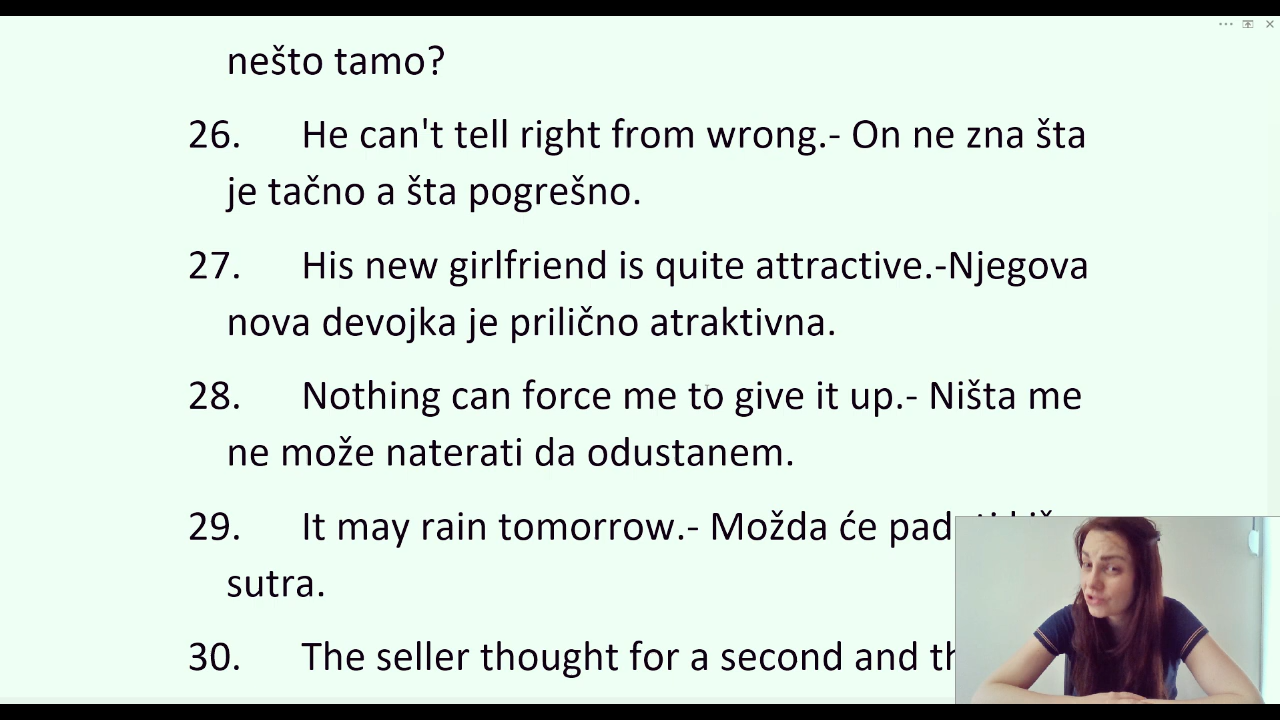 nešto tamo?
26. He can't tell right from wrong.- On ne zna šta
je tačno a šta pogrešno.
27. His new girlfriend is quite attractive.-Njegova
nova devojka je prilično atraktivna.
28. Nothing can force me to give it up.- Ništa me
ne može naterati da odustanem.
29. It may rain tomorrow.- Možda će
sutra.
30. The seller thought for a second and